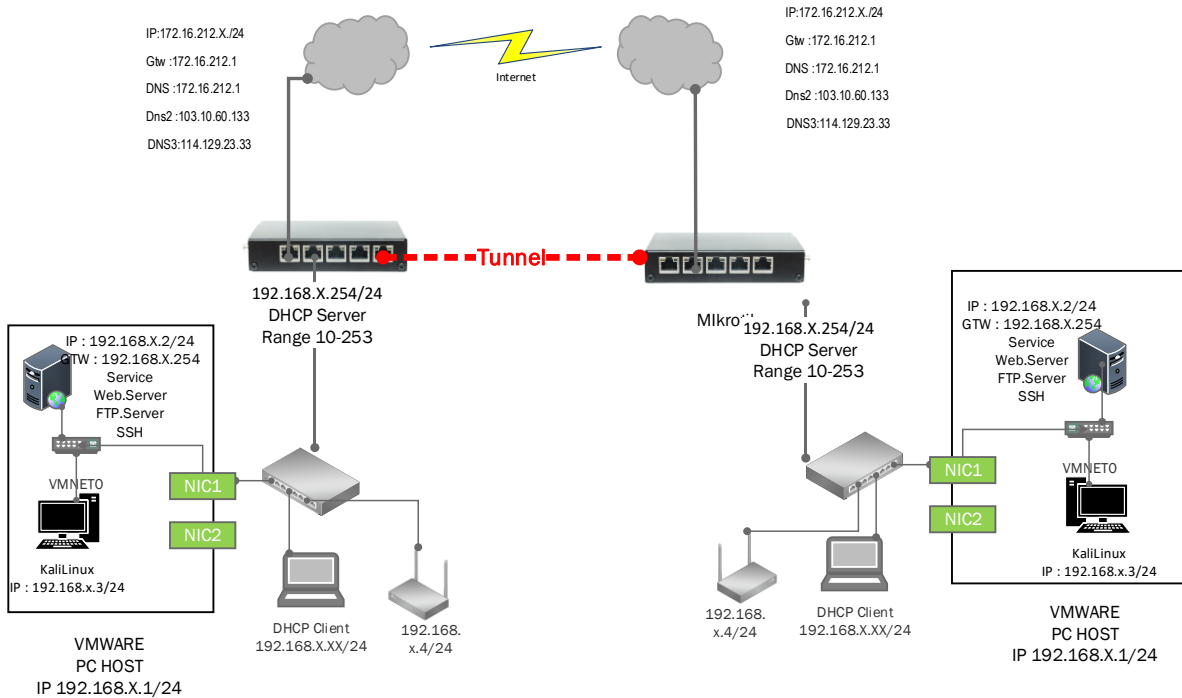 IP:172.16.212.X./24
Gtw :172.16.212.1
DNS :172.16.212.1
Dns2 :103.10.60.133
DNS3:114.129.23.33
Internet
IP:172.16.212.X./24
Gtw :172.16.212.1
DNS :172.16.212.1
Dns2 :103.10.60.133
DNS3:114.129.23.33
Tunnel
192.168.X.254/24
DHCP Server
Range 10-253
192.168.X.254/24
DHCP Server
Range 10-253
IP : 192.168.X.2/24
GTW : 192.168.X.254
Service
Web.Server
FTP.Server
SSH
VMNET0
NIC1
NIC2
KaliLinux
IP : 192.168.x.3/24
VMWARE
PC HOST
IP 192.168.X.1/24
DHCP Client
192.168.X.XX/24
192.168.
x.4/24
192.168.
x.4/24
DHCP Client
192.168.X.XX/24
IP : 192.168.X.2/24
GTW : 192.168.X.254
Service
Web.Server
FTP.Server
SSH
VMNET0
NIC1
NIC2
KaliLinux
IP : 192.168.x.3/24
VMWARE
PC HOST
IP 192.168.X.1/24